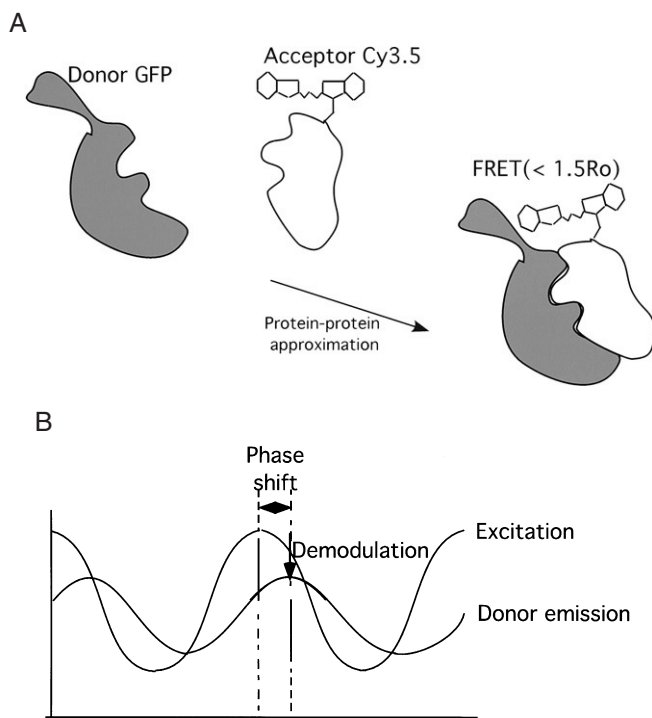 A
Donor GFP
Acceptor Cy3.5
FRET(< 1.5Ro)
Protein-protein
approximation
B
Phase
shift
Demodulation
Excitation
Donor emission